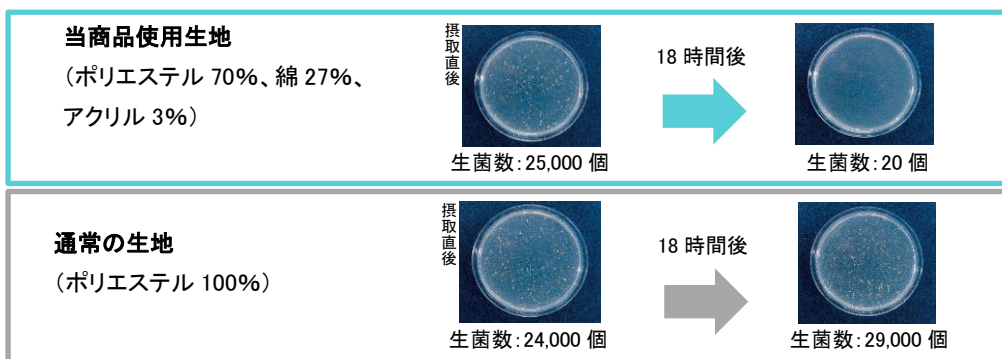 当商品使用生地
（ポリエステル 70%、綿 27%、
アクリル 3%）
摂取直後
18 時間後
生菌数：25,000 個
生菌数：20 個
通常の生地
（ポリエステル 100%）
摂取直後
18 時間後
生菌数：24,000 個
生菌数：29,000 個